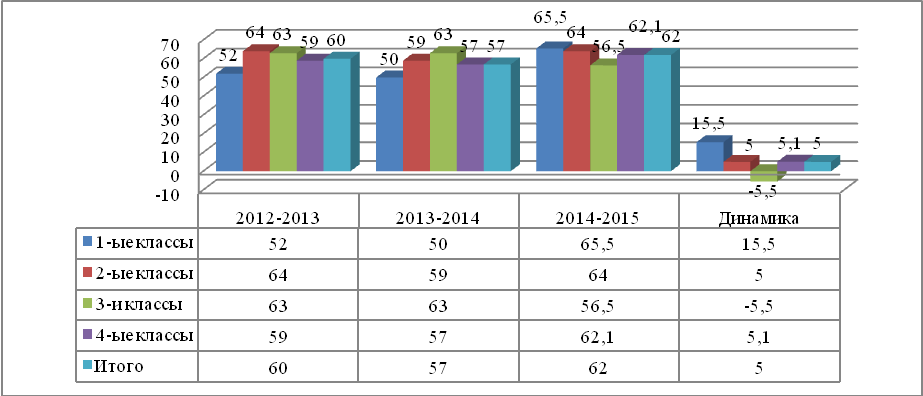 65,5
64 63 59 60
59 63 57 57
64 56,5 62,1 62
52
50
15,5
5 5,1 5
-5,5
70
60
50
40
30
20
10
0
-10
2012-2013 2013-2014 2014-2015 Динамика
1-ые классы 52 50 65,5 15,5
2-ые классы 64 59 64 5
3-и классы 63 63 56,5 -5,5
4-ые классы 59 57 62,1 5,1
Итого 60 57 62 5